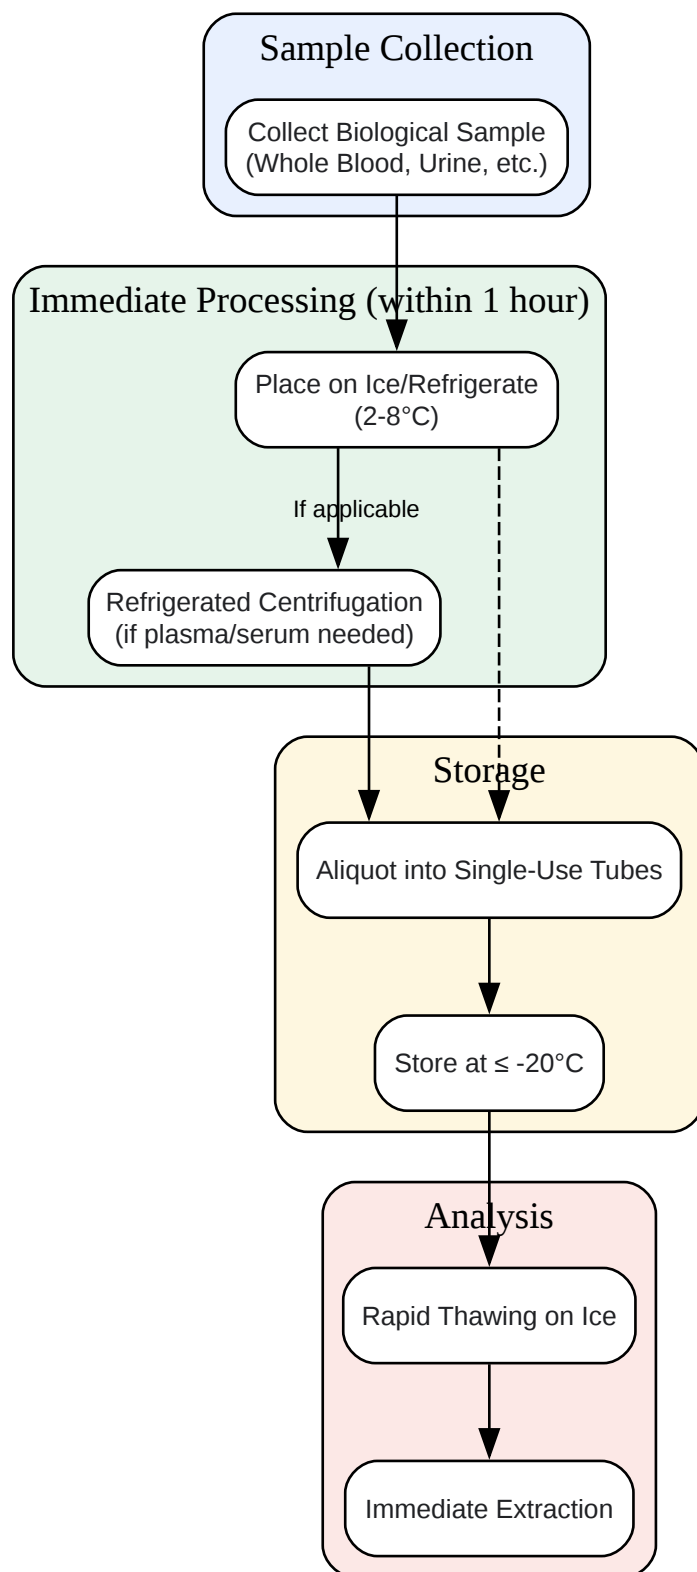 Sample Collection
Collect Biological Sample
(Whole Blood, Urine, etc.)
Immediate Processing (within 1 hour)
Place on Ice/Refrigerate
(2-8°C)
If applicable
Refrigerated Centrifugation
(if plasma/serum needed)
Storage
Aliquot into Single-Use Tubes
Store at ≤ -20°C
Analysis
Rapid Thawing on Ice
Immediate Extraction